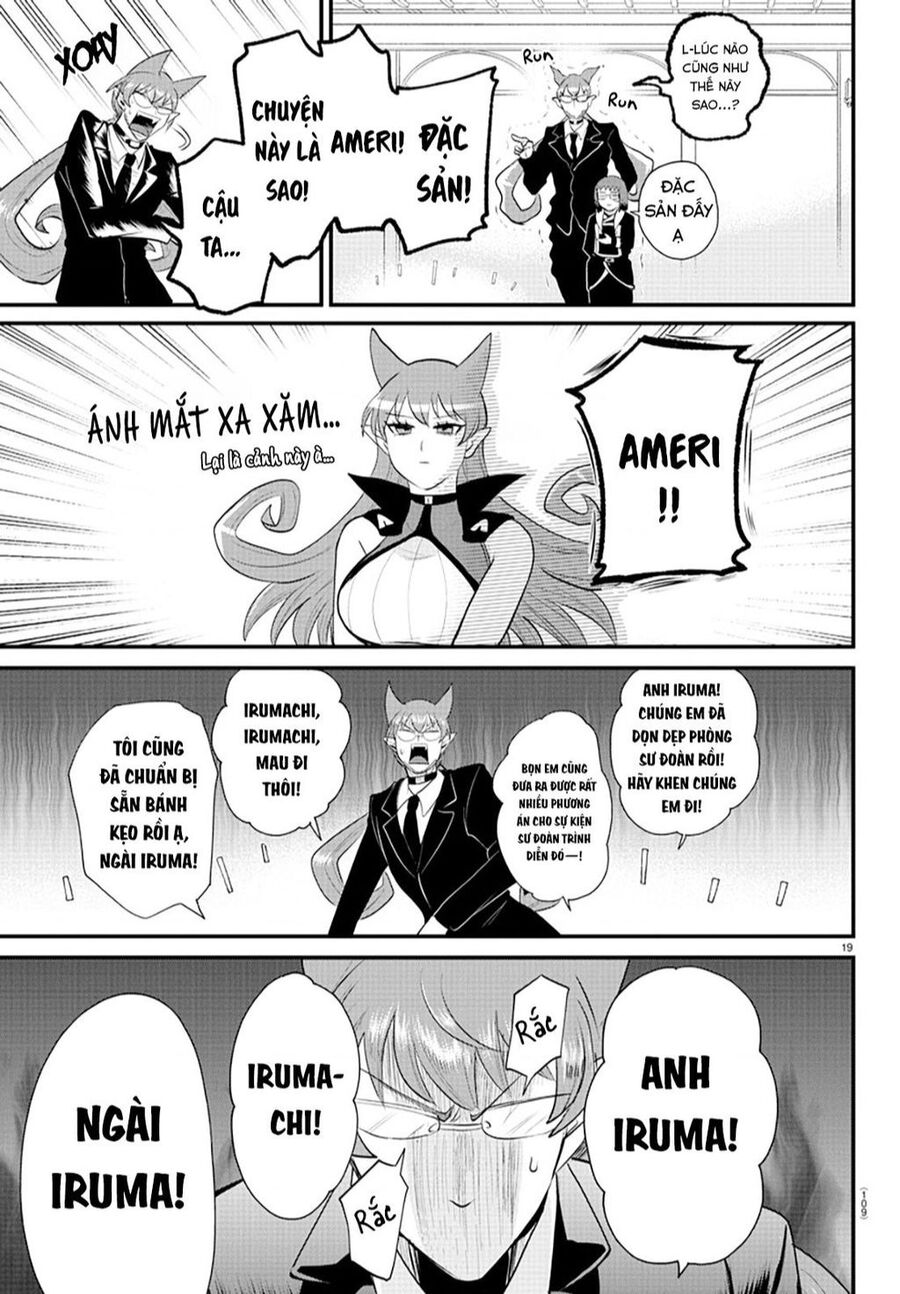 L-LÚC NÀO
CŨNG NHƯ
THẾ NÀY
SAO...?
Run
Run
ĐẶC
SẢN ĐẤY
Ạ
ĐẶC
SẢN!
AMERI!
CHUYỆN
NÀY LÀ
SAO!
CẬU
TA...
XOAY
AMERI
!!
ÁNH MẮT XA XĂM...
Lại là cảnh này à...
ANH IRUMA!
CHÚNG EM ĐÃ
DỌN DẸP PHÒNG
SƯ ĐOÀN RỒI!
HÃY KHEN CHÚNG
EM ĐI!
BỌN EM CŨNG
ĐƯA RA ĐƯỢC RẤT
NHIỀU PHƯƠNG
ÁN CHO SỰ KIỆN
SƯ ĐOÀN TRÌNH
DIỄN ĐÓ—!
IRUMACHI,
IRUMACHI,
MAU ĐI
THÔI!
TÔI CŨNG
ĐÃ CHUẨN BỊ
SẴN BÁNH
KẸO RỒI Ạ,
NGÀI IRUMA!
19
Rắc
ANH
IRUMA!
IRUMA-
CHI!
Rắc
NGÀI
IRUMA!
(109)